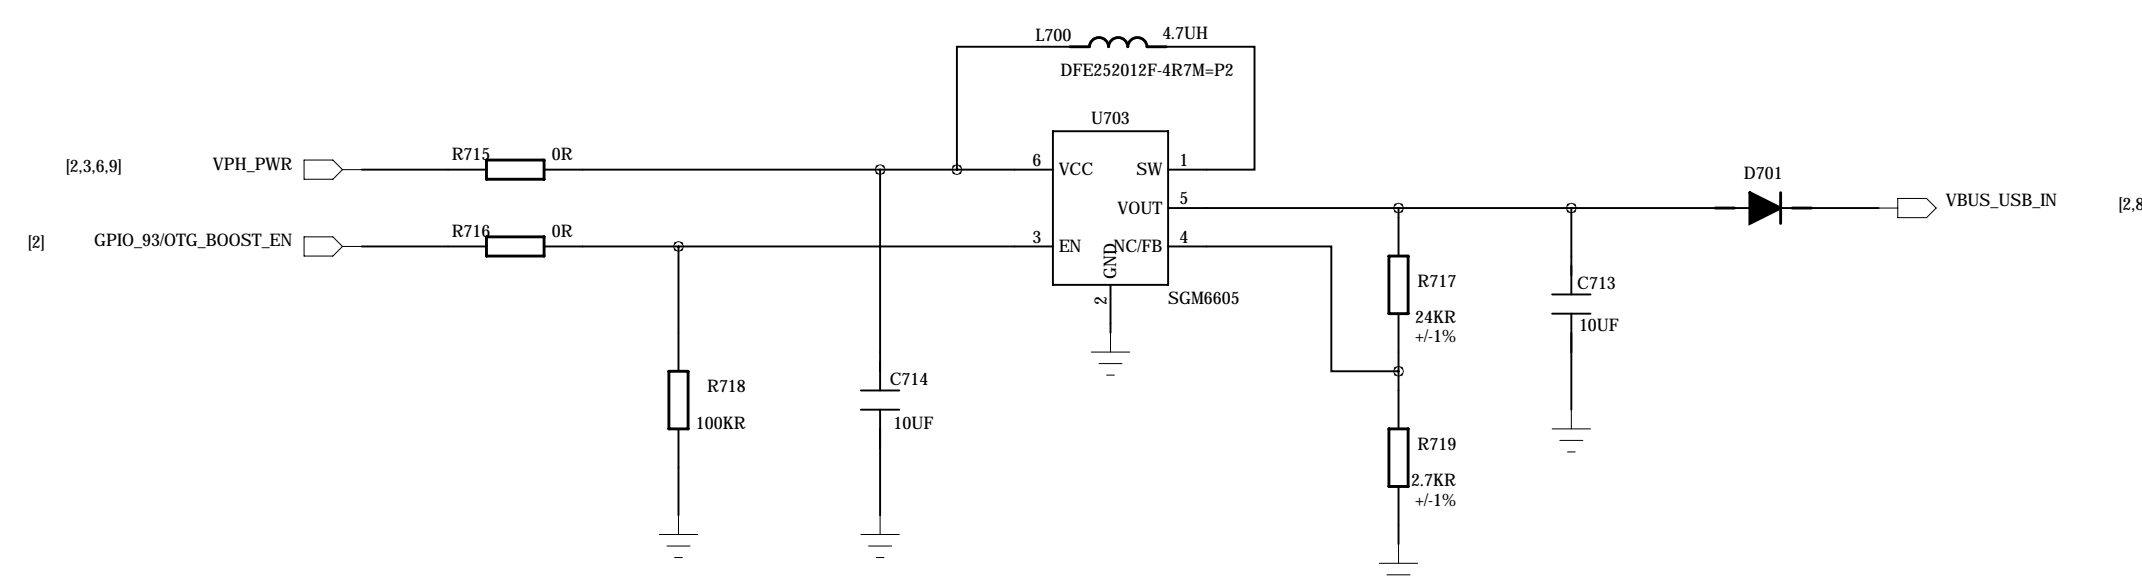 L700 4.7UH
DFE252012F-4R7M=P2
U703
[2,3,6,9] VPH_PWR R715 0R 6 VCC SW 1
D701
VOUT 5 VBUS_USB_IN [2,8
[2] GPIO_93/OTG_BOOST_EN R716 0R 3 EN NC/FB 4
GND
2
SGM6605
R717
24KR
+/-1%
C713
10UF
R718
100KR
C714
10UF
R719
2.7KR
+/-1%